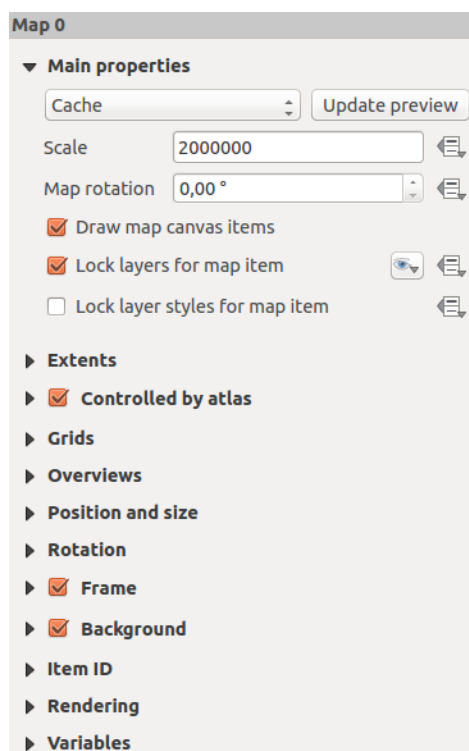 Map 0
Main properties
Cache Update preview
Scale 2000000
Map rotation 0,00 °
Draw map canvas items
Lock layers for map item
Lock layer styles for map item
Extents
Controlled by atlas
Grids
Overviews
Position and size
Rotation
Frame
Background
Item ID
Rendering
Variables